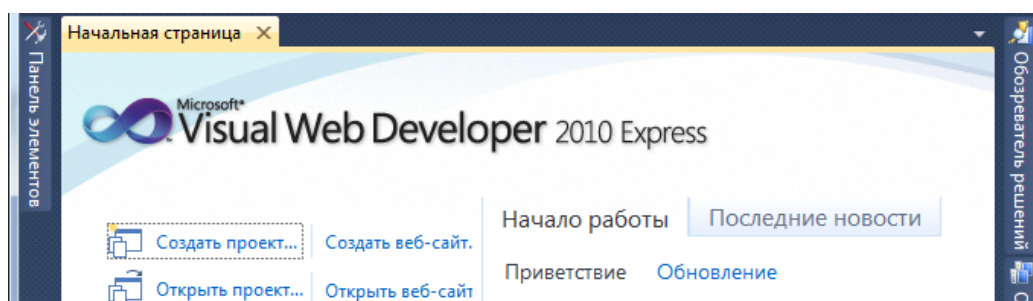 Начальная страница
Панель элементов
Обозреватель решений
Microsoft®
Visual Web Developer 2010 Express
Начало работы Последние новости
Создать проект... Создать веб-сайт.
Приветствие Обновление
Открыть проект... Открыть веб-сайт